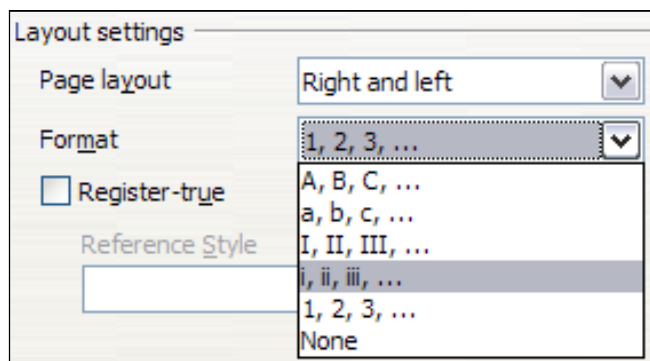 Layout settings
Page layout Right and left
Format 1, 2, 3, ...
A, B, C, ...
Register-true
a, b, c, ...
I, II, III, ...
Reference Style
i, ii, iii, ...
1, 2, 3, ...
None